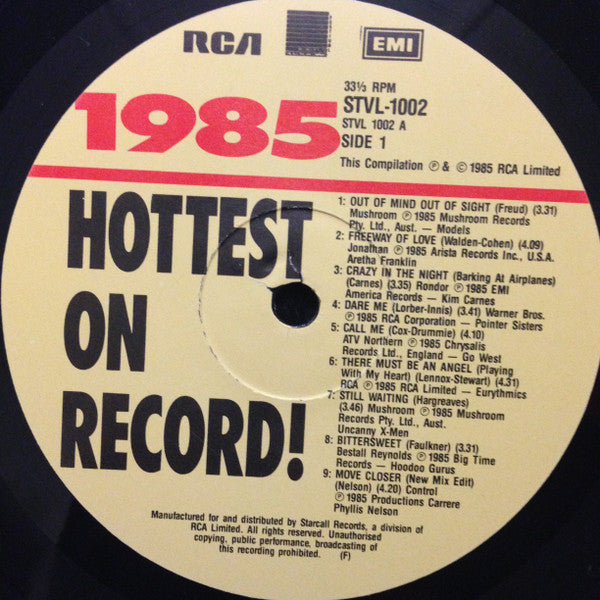 RCA
EMI
1985
33⅓ RPM
STVL-1002
STVL 1002 A
SIDE 1
This Compilation ℗ & © 1985 RCA Limited
HOTTEST
ON
RECORD!
1: OUT OF MIND OUT OF SIGHT (Freud) (3.31)
Mushroom ℗ 1985 Mushroom Records
Pty. Ltd., Aust. — Models
2: FREEWAY OF LOVE (Walden-Cohen) (4.09)
Jonathan ℗ 1985 Arista Records Inc., U.S.A.
Aretha Franklin
3: CRAZY IN THE NIGHT (Barking At Airplanes)
(Carnes) (3.35) Rondor ℗ 1985 EMI
America Records — Kim Carnes
4: DARE ME (Lorber-Innis) (3.41) Warner Bros.
℗ 1985 RCA Corporation — Pointer Sisters
5: CALL ME (Cox-Drummie) (4.10)
ATV Northern ℗ 1985 Chrysalis
Records Ltd., England — Go West
6: THERE MUST BE AN ANGEL (Playing
With My Heart) (Lennox-Stewart) (4.31)
RCA ℗ 1985 RCA Limited — Eurythmics
7: STILL WAITING (Hargreaves)
(3.46) Mushroom ℗ 1985 Mushroom
Records Pty. Ltd., Aust.
Uncanny X-Men
8: BITTERSWEET (Faulkner) (3.31)
Bestall Reynolds ℗ 1985 Big Time
Records — Hoodoo Gurus
9: MOVE CLOSER (New Mix Edit)
(Nelson) (4.20) Control
℗ 1985 Productions Carrere
Phyllis Nelson
Manufactured for and distributed by Starcall Records, a division of
RCA Limited. All rights reserved. Unauthorised
copying, public performance, broadcasting of
this recording prohibited. (F)